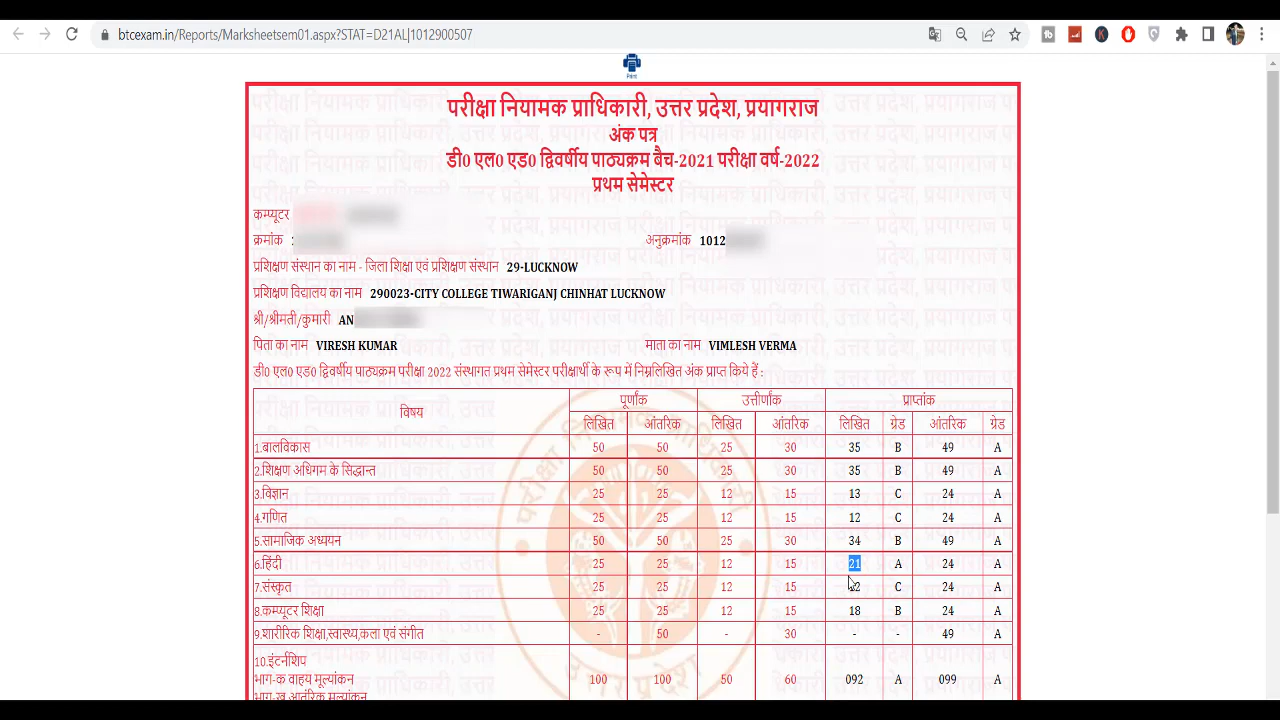 btcexam.in/Reports/Marksheetsem01.aspx?STAT=D21AL|1012900507
Print
परीक्षा नियामक प्राधिकारी, उत्तर प्रदेश, प्रयागराज
अंक पत्र
डी0 एल0 एड0 द्विवर्षीय पाठ्यक्रम बैच-2021 परीक्षा वर्ष-2022
प्रथम सेमेस्टर
कम्प्यूटर
क्रमांक अनुक्रमांक 1012
प्रशिक्षण संस्थान का नाम - जिला शिक्षा एवं प्रशिक्षण संस्थान 29-LUCKNOW
प्रशिक्षण विद्यालय का नाम 290023-CITY COLLEGE TIWARIGANJ CHINHAT LUCKNOW
श्री/श्रीमती/कुमारी AN
पिता का नाम VIRESH KUMAR माता का नाम VIMLESH VERMA
डी0 एल0 एड0 द्विवर्षीय पाठ्यक्रम परीक्षा 2022 संस्थागत प्रथम सेमेस्टर परीक्षार्थी के रूप में निम्नलिखित अंक प्राप्त किये हैं :
विषय पूर्णांक उत्तीर्णांक प्राप्तांक
लिखित आंतरिक लिखित आंतरिक लिखित ग्रेड आंतरिक ग्रेड
1.बालविकास 50 50 25 30 35 B 49 A
2.शिक्षण अधिगम के सिद्धान्त 50 50 25 30 35 B 49 A
3.विज्ञान 25 25 12 15 13 C 24 A
4.गणित 25 25 12 15 12 C 24 A
5.सामाजिक अध्ययन 50 50 25 30 34 B 49 A
6.हिंदी 25 25 12 15 21 A 24 A
7.संस्कृत 25 25 12 15 C 24 A
8.कम्प्यूटर शिक्षा 25 25 12 15 18 B 24 A
9.शारीरिक शिक्षा,स्वास्थ्य,कला एवं संगीत - 50 - 30 - - 49 A
10.इंटर्नशिप
भाग-क वाहय मूल्यांकन 100 100 50 60 092 A 099 A
भाग-ख आंतरिक मूल्यांकन